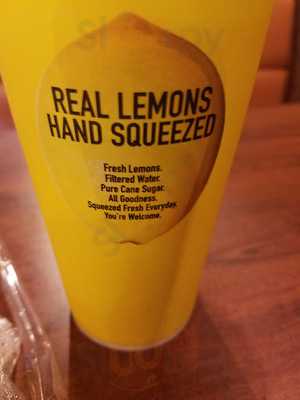 REAL LEMONS
HAND SQUEEZED
Fresh Lemons.
Filtered Water.
Pure Cane Sugar.
All Goodness.
Squeezed Fresh Everyday.
You're Welcome.